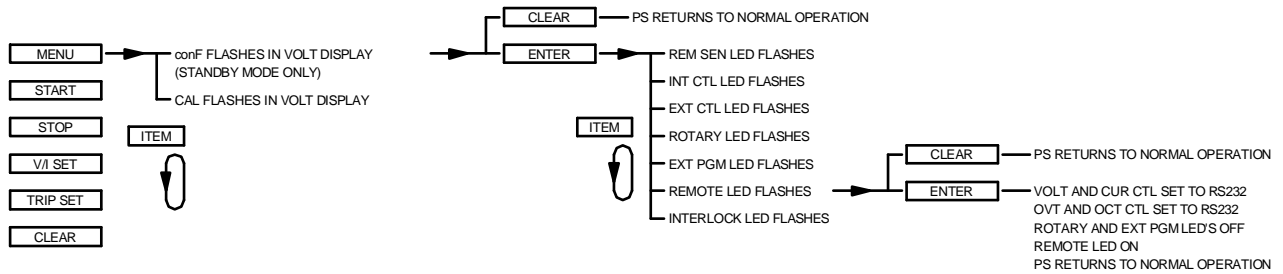 MENU
START
STOP
V/I SET
TRIP SET
CLEAR
conF FLASHES IN VOLT DISPLAY
(STANDBY MODE ONLY)
CAL FLASHES IN VOLT DISPLAY
ITEM
CLEAR
PS RETURNS TO NORMAL OPERATION
ENTER
REM SEN LED FLASHES
INT CTL LED FLASHES
EXT CTL LED FLASHES
ROTARY LED FLASHES
EXT PGM LED FLASHES
REMOTE LED FLASHES
INTERLOCK LED FLASHES
ITEM
CLEAR
PS RETURNS TO NORMAL OPERATION
ENTER
VOLT AND CUR CTL SET TO RS232
OVT AND OCT CTL SET TO RS232
ROTARY AND EXT PGM LED'S OFF
REMOTE LED ON
PS RETURNS TO NORMAL OPERATION